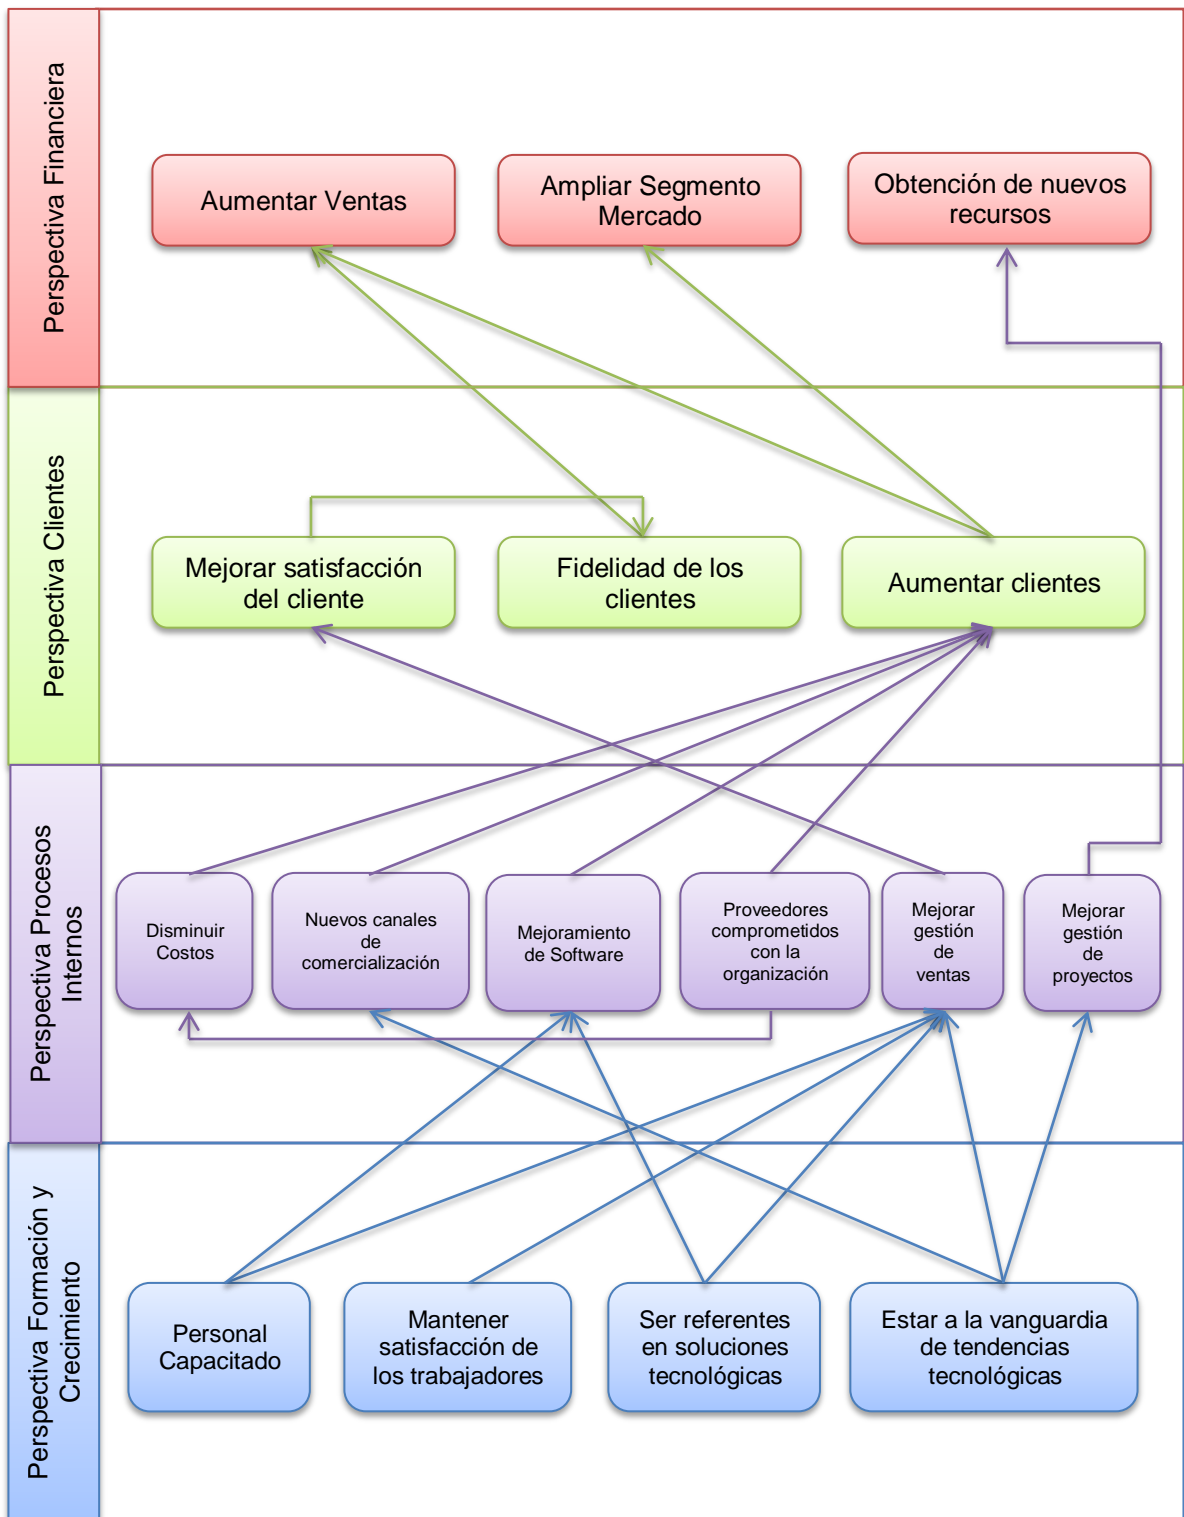 Perspectiva Financiera
Aumentar Ventas
Ampliar Segmento
Mercado
Obtención de nuevos
recursos
Perspectiva Clientes
Mejorar satisfacción
del cliente
Fidelidad de los
clientes
Aumentar clientes
Perspectiva Procesos
Internos
Disminuir
Costos
Nuevos canales
de
comercialización
Mejoramiento
de Software
Proveedores
comprometidos
con la
organización
Mejorar
gestión
de
ventas
Mejorar
gestión
de
proyectos
Perspectiva Formación y
Crecimiento
Personal
Capacitado
Mantener
satisfacción de
los trabajadores
Ser referentes
en soluciones
tecnológicas
Estar a la vanguardia
de tendencias
tecnológicas